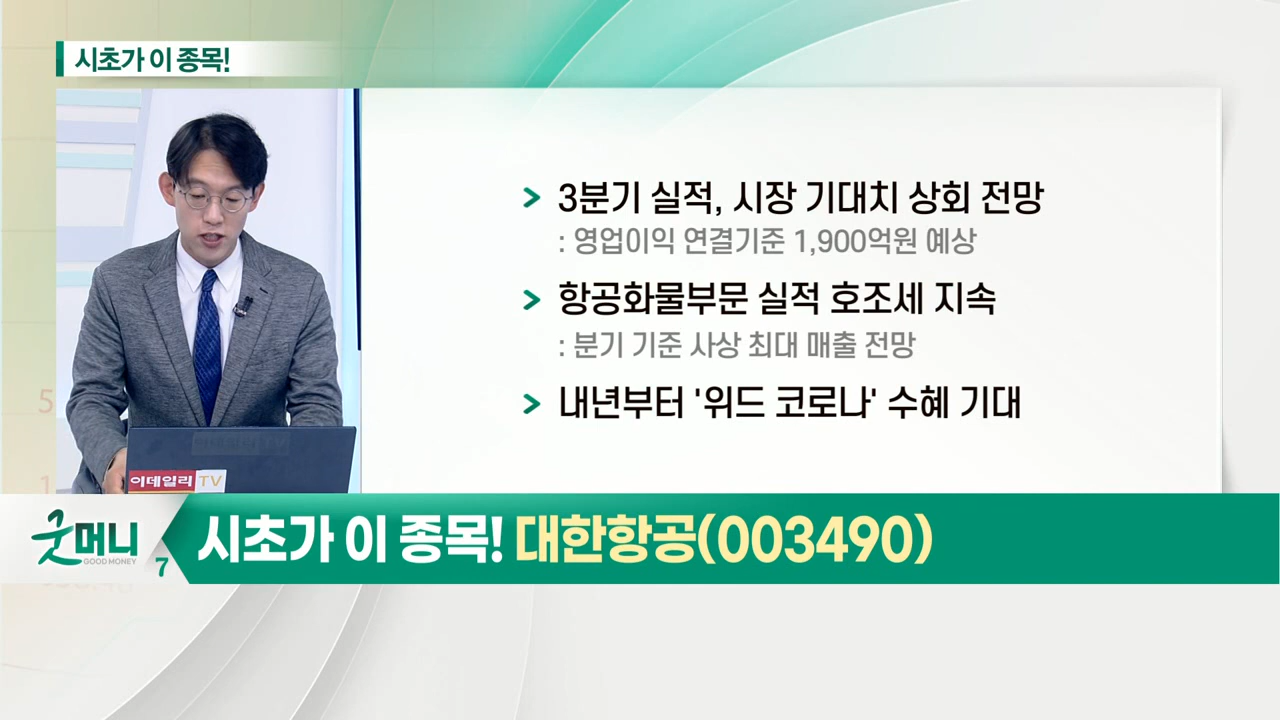 시초가 이 종목!
> 3분기 실적, 시장 기대치 상회 전망
: 영업이익 연결기준 1,900억원 예상
> 항공화물부문 실적 호조세 지속
: 분기 기준 사상 최대 매출 전망
> 내년부터 '위드 코로나' 수혜 기대
이데일리 TV
굿머니
GOOD MONEY
7
시초가 이 종목! 대한항공(003490)